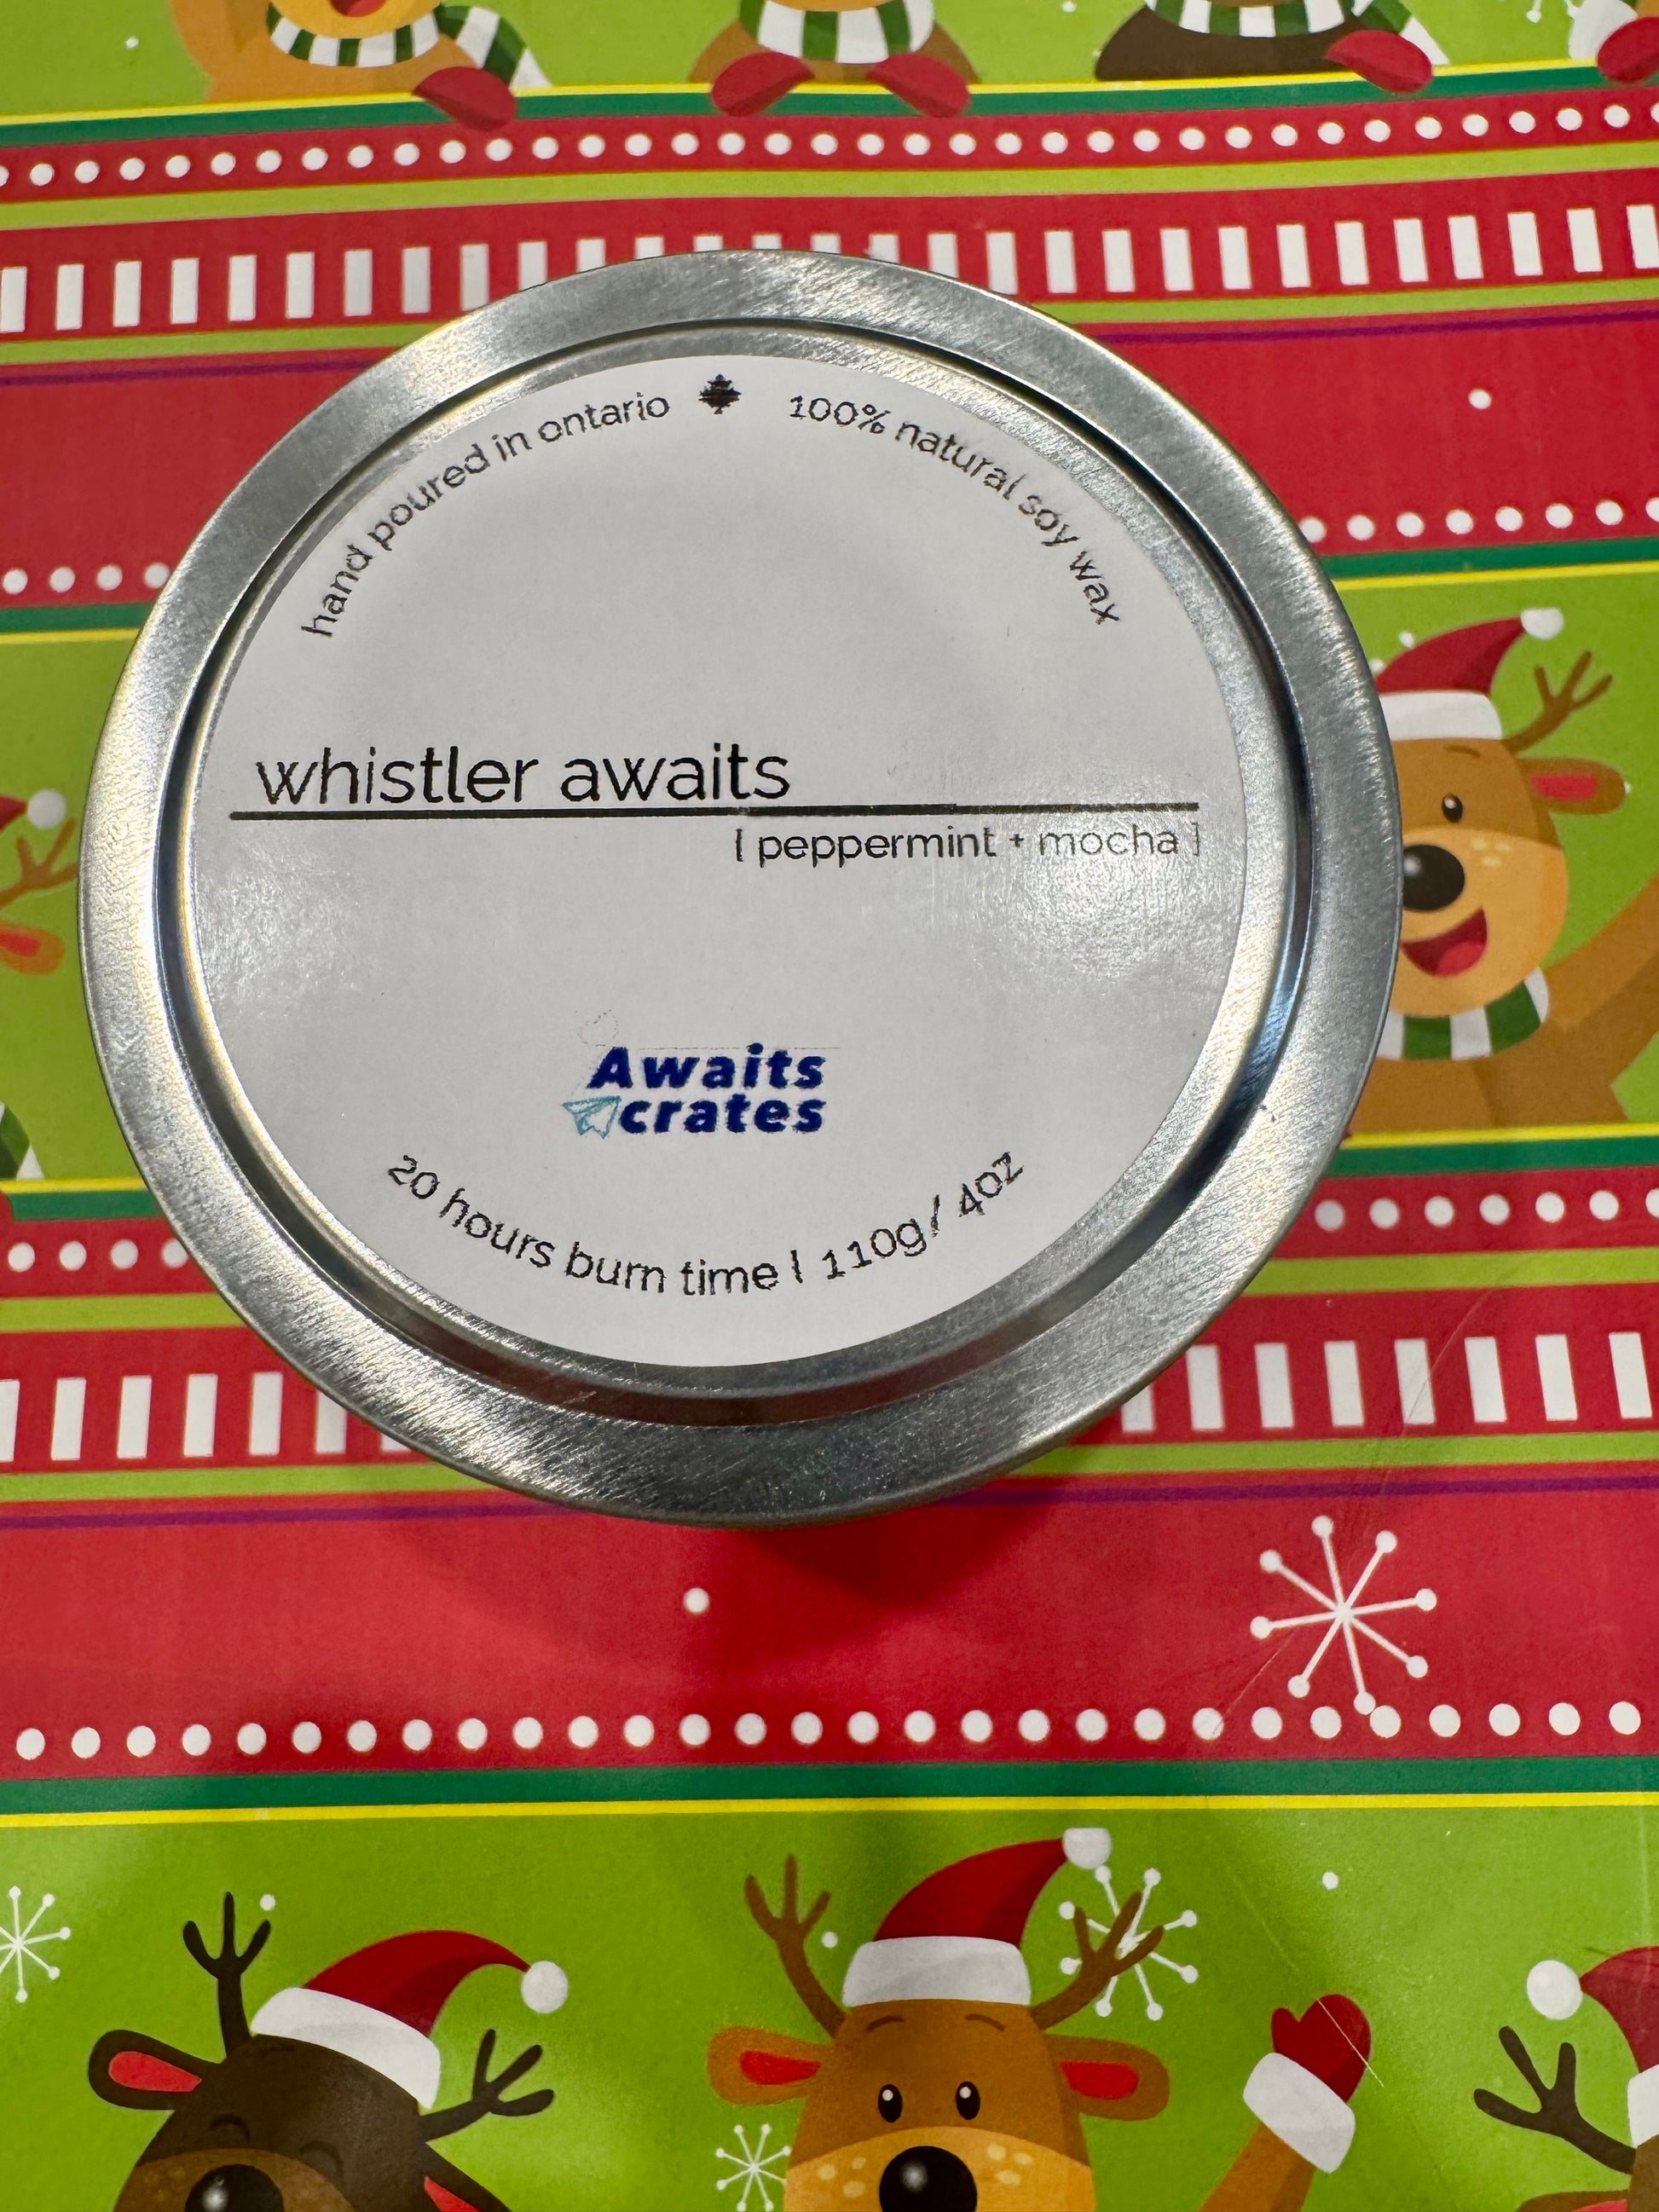 hand poured in ontario
100% natural soy wax
whistler awaits
[ peppermint + mocha ]
Awaits
crates
20 hours burn time | 110g/ 4oz